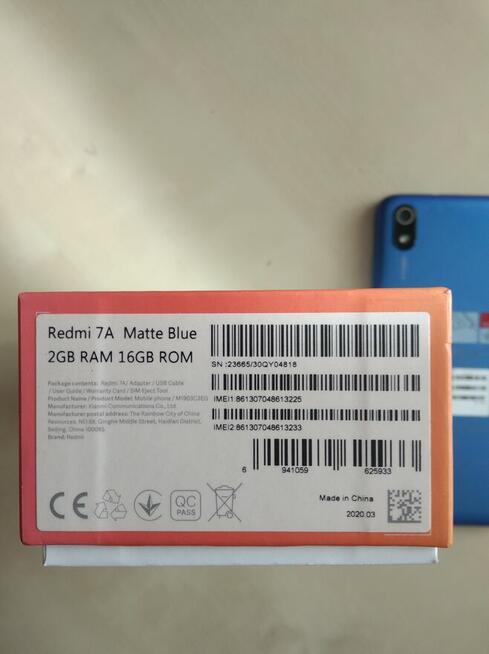 Redmi 7A Matte Blue
2GB RAM 16GB ROM
Package contents: Redmi 7A/ Adapter / USB Cable
/ User Guide / Warranty Card / SIM Eject Tool
Product Name / Product Model: Mobile phone / M1903C3EG
Manufacturer: Xiaomi Communications Co., Ltd
Manufacturer postal address: The Rainbow City of China
Resources, NO.68, Qinghe Middle Street, Haidian District,
Beijing, China 100085
Brand: Redmi
SN :23665/30QY04818
IMEI1:861307048613225
IMEI2:861307048613233
6 941059 625933
CE
QC
PASS
Made in China
2020.03